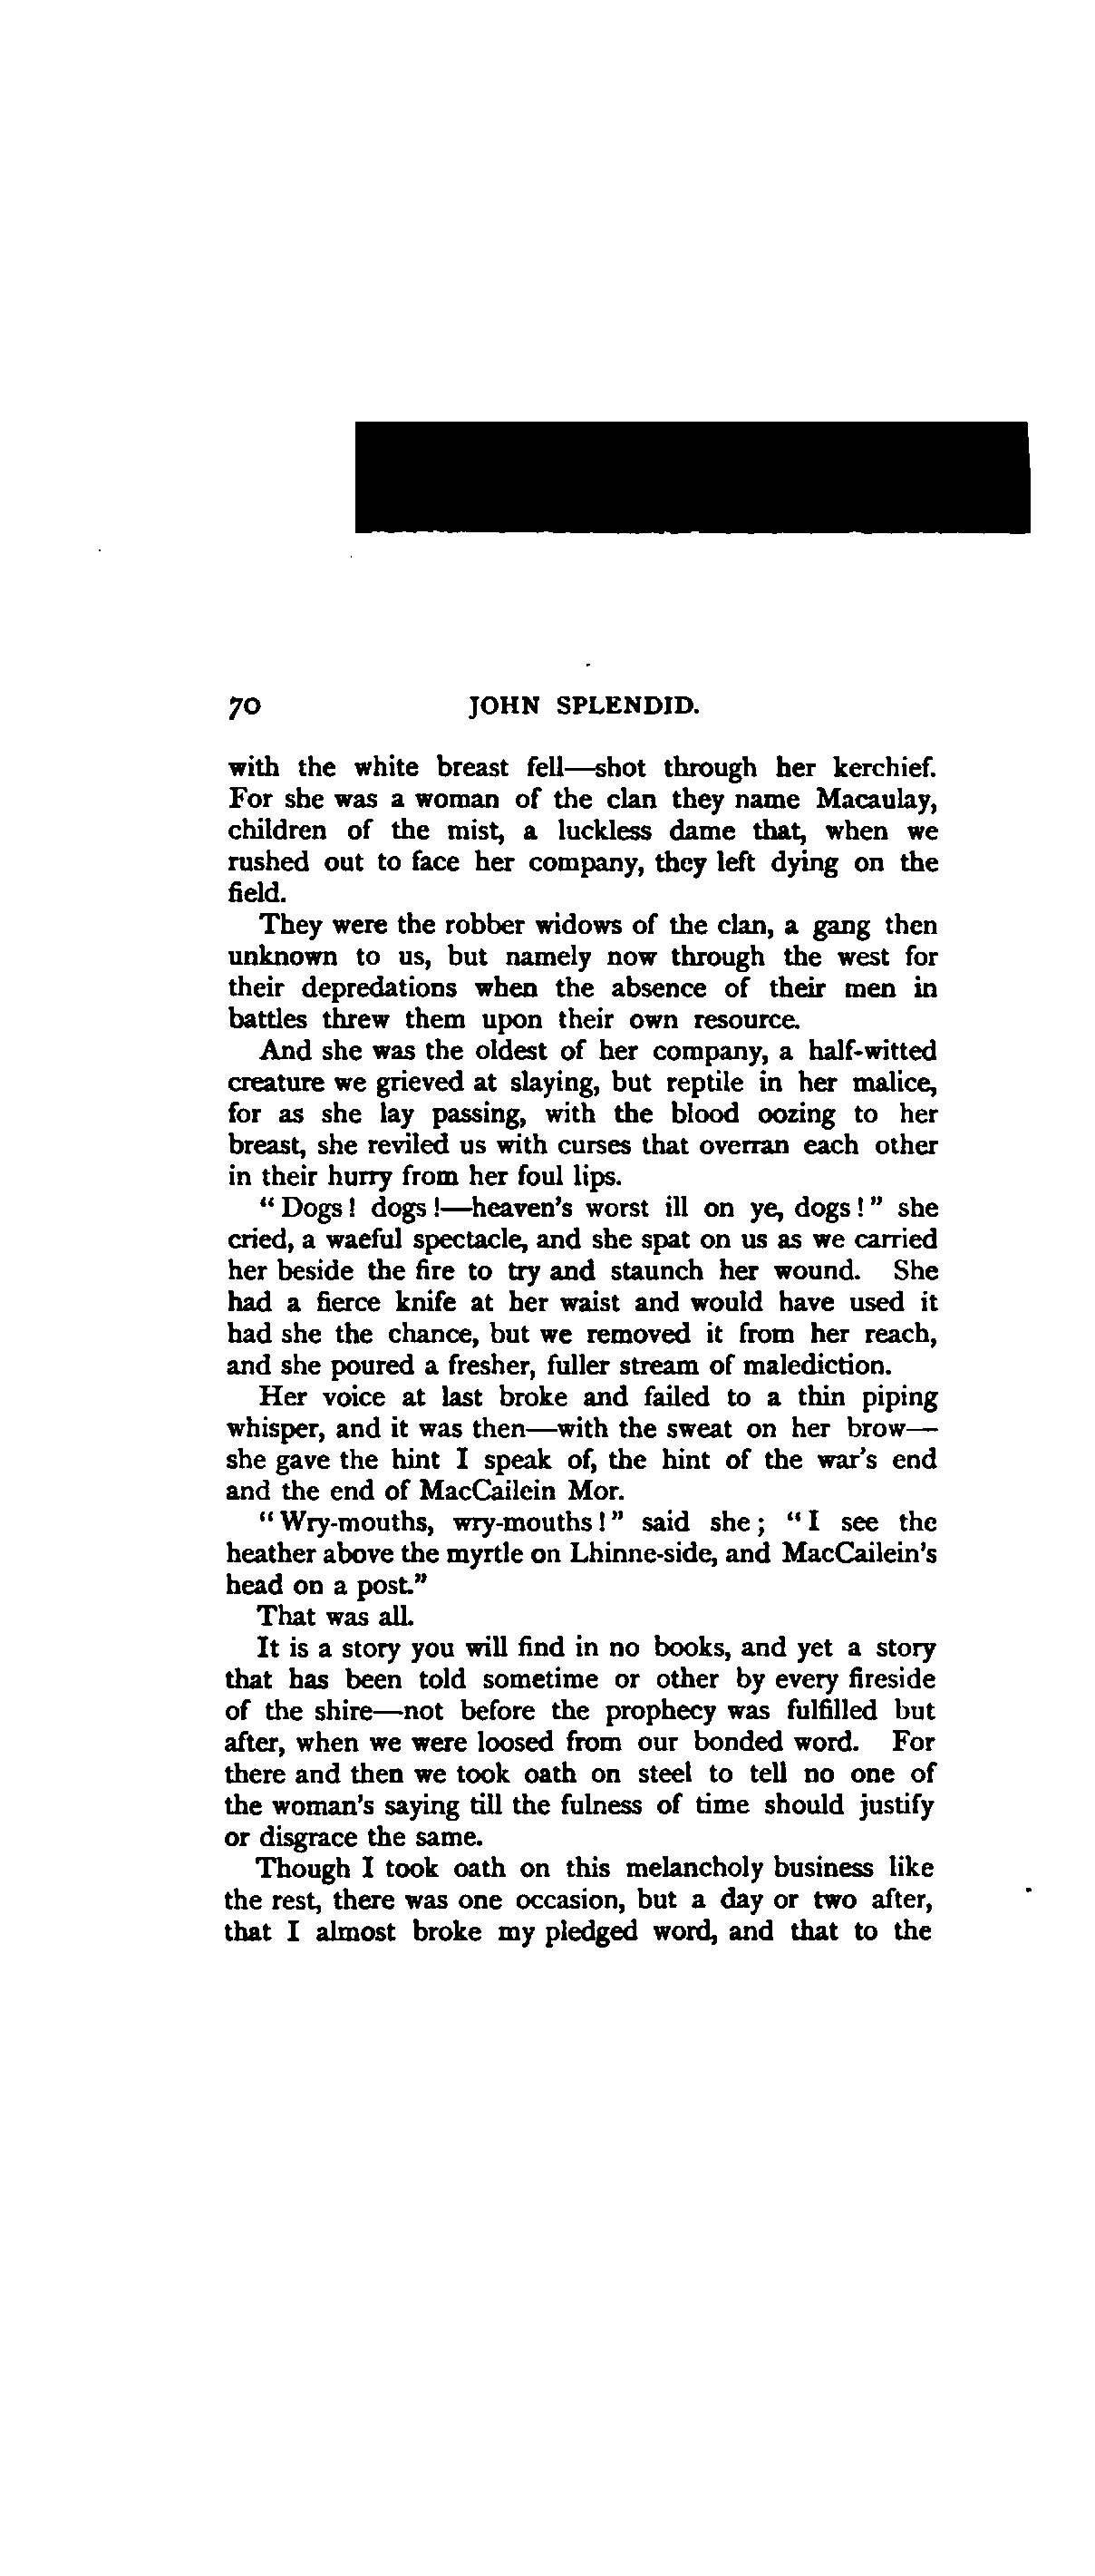 70 JOHN SPLENDID.
with the white breast fell—shot through her kerchief.
For she was a woman of the clan they name Macaulay,
children of the mist, a luckless dame that, when we
rushed out to face her company, they left dying on the
field.
They were the robber widows of the clan, a gang then
unknown to us, but namely now through the west for
their depredations when the absence of their men in
battles threw them upon their own resource.
And she was the oldest of her company, a half-witted
creature we grieved at slaying, but reptile in her malice,
for as she lay passing, with the blood oozing to her
breast, she reviled us with curses that overran each other
in their hurry from her foul lips.
"Dogs! dogs!—heaven's worst ill on ye, dogs!" she
cried, a waeful spectacle, and she spat on us as we carried
her beside the fire to try and staunch her wound. She
had a fierce knife at her waist and would have used it
had she the chance, but we removed it from her reach,
and she poured a fresher, fuller stream of malediction.
Her voice at last broke and failed to a thin piping
whisper, and it was then—with the sweat on her brow—
she gave the hint I speak of, the hint of the war's end
and the end of MacCailein Mor.
"Wry-mouths, wry-mouths!" said she; "I see the
heather above the myrtle on Lhinne-side, and MacCailein's
head on a post."
That was all.
It is a story you will find in no books, and yet a story
that has been told sometime or other by every fireside
of the shire—not before the prophecy was fulfilled but
after, when we were loosed from our bonded word. For
there and then we took oath on steel to tell no one of
the woman's saying till the fulness of time should justify
or disgrace the same.
Though I took oath on this melancholy business like
the rest, there was one occasion, but a day or two after,
that I almost broke my pledged word, and that to the